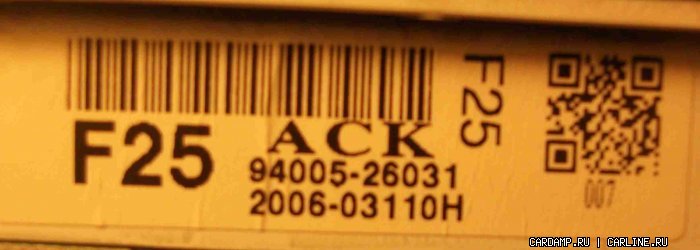 F25
ACK
F25
94005-26031
2006-03110H
007
CARDAMP.RU | CARLINE.RU